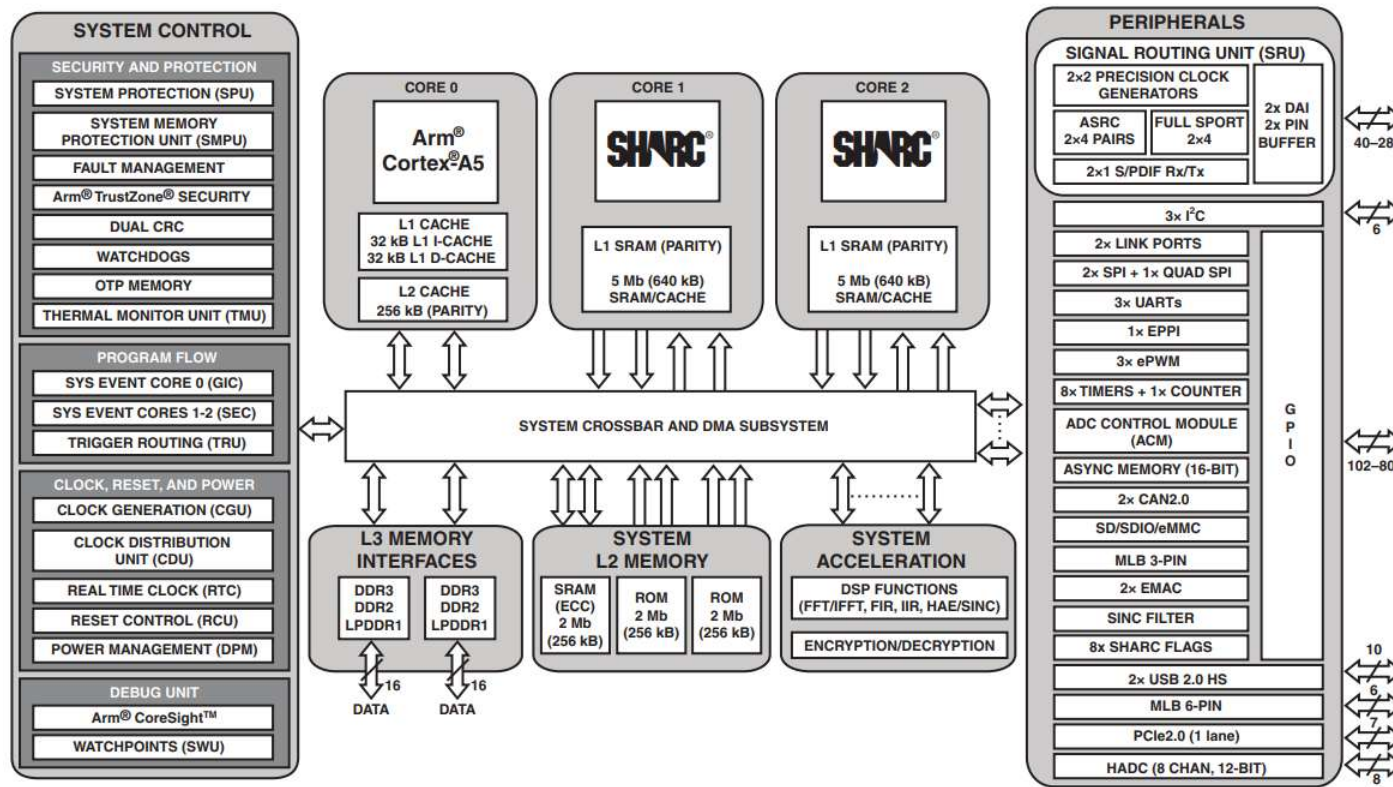 SYSTEM CONTROL
SECURITY AND PROTECTION
SYSTEM PROTECTION (SPU)
SYSTEM MEMORY
PROTECTION UNIT (SMPU)
FAULT MANAGEMENT
Arm® TrustZone® SECURITY
DUAL CRC
WATCHDOGS
OTP MEMORY
THERMAL MONITOR UNIT (TMU)
PROGRAM FLOW
SYS EVENT CORE 0 (GIC)
SYS EVENT CORES 1-2 (SEC)
TRIGGER ROUTING (TRU)
CLOCK, RESET, AND POWER
CLOCK GENERATION (CGU)
CLOCK DISTRIBUTION
UNIT (CDU)
REAL TIME CLOCK (RTC)
RESET CONTROL (RCU)
POWER MANAGEMENT (DPM)
DEBUG UNIT
Arm® CoreSight™
WATCHPOINTS (SWU)
CORE 0
Arm®
Cortex®-A5
L1 CACHE
32 kB L1 I-CACHE
32 kB L1 D-CACHE
L2 CACHE
256 kB (PARITY)
CORE 1
SHARC®
L1 SRAM (PARITY)
5 Mb (640 kB)
SRAM/CACHE
CORE 2
SHARC®
L1 SRAM (PARITY)
5 Mb (640 kB)
SRAM/CACHE
SYSTEM CROSSBAR AND DMA SUBSYSTEM
L3 MEMORY
INTERFACES
DDR3
DDR2
LPDDR1
DDR3
DDR2
LPDDR1
16
16
DATA
DATA
SYSTEM
L2 MEMORY
SRAM
(ECC)
2 Mb
(256 kB)
ROM
2 Mb
(256 kB)
ROM
2 Mb
(256 kB)
SYSTEM
ACCELERATION
DSP FUNCTIONS
(FFT/IFFT, FIR, IIR, HAE/SINC)
ENCRYPTION/DECRYPTION
PERIPHERALS
SIGNAL ROUTING UNIT (SRU)
2×2 PRECISION CLOCK
GENERATORS
ASRC
2×4 PAIRS
FULL SPORT
2×4
2×1 S/PDIF Rx/Tx
2x DAI
2x PIN
BUFFER
40–28
3× I²C
6
2× LINK PORTS
2× SPI + 1× QUAD SPI
3× UARTs
1× EPPI
3× ePWM
8× TIMERS + 1× COUNTER
ADC CONTROL MODULE
(ACM)
ASYNC MEMORY (16-BIT)
2× CAN2.0
SD/SDIO/eMMC
MLB 3-PIN
2× EMAC
SINC FILTER
8x SHARC FLAGS
G
P
I
O
102–80
2× USB 2.0 HS
10
MLB 6-PIN
6
PCIe2.0 (1 lane)
7
HADC (8 CHAN, 12-BIT)
8